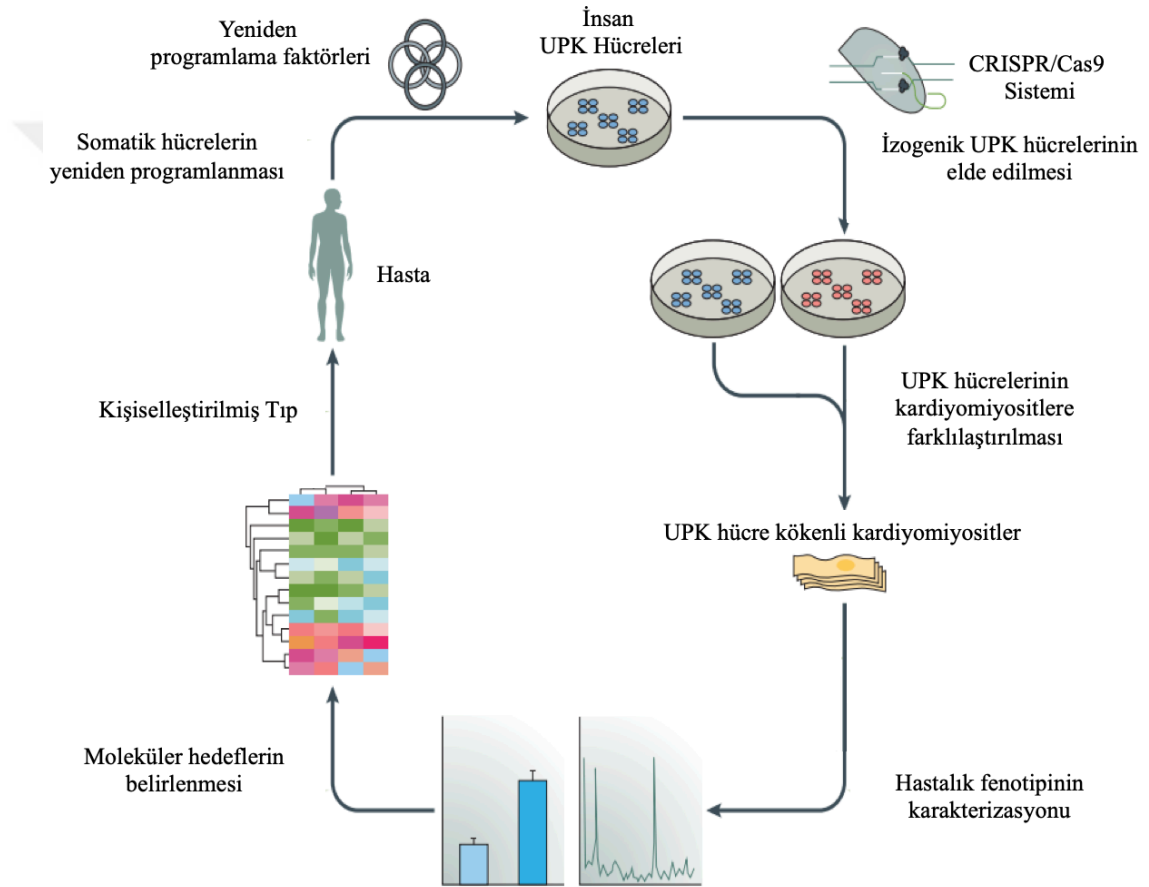 Yeniden
programlama faktörleri
İnsan
UPK Hücreleri
CRISPR/Cas9
Sistemi
Somatik hücrelerin
yeniden programlanması
İzogenik UPK hücrelerinin
elde edilmesi
Hasta
UPK hücrelerinin
kardiyomiyositlere
farklılaştırılması
Kişiselleştirilmiş Tıp
UPK hücre kökenli kardiyomiyositler
Moleküler hedeflerin
belirlenmesi
Hastalık fenotipinin
karakterizasyonu